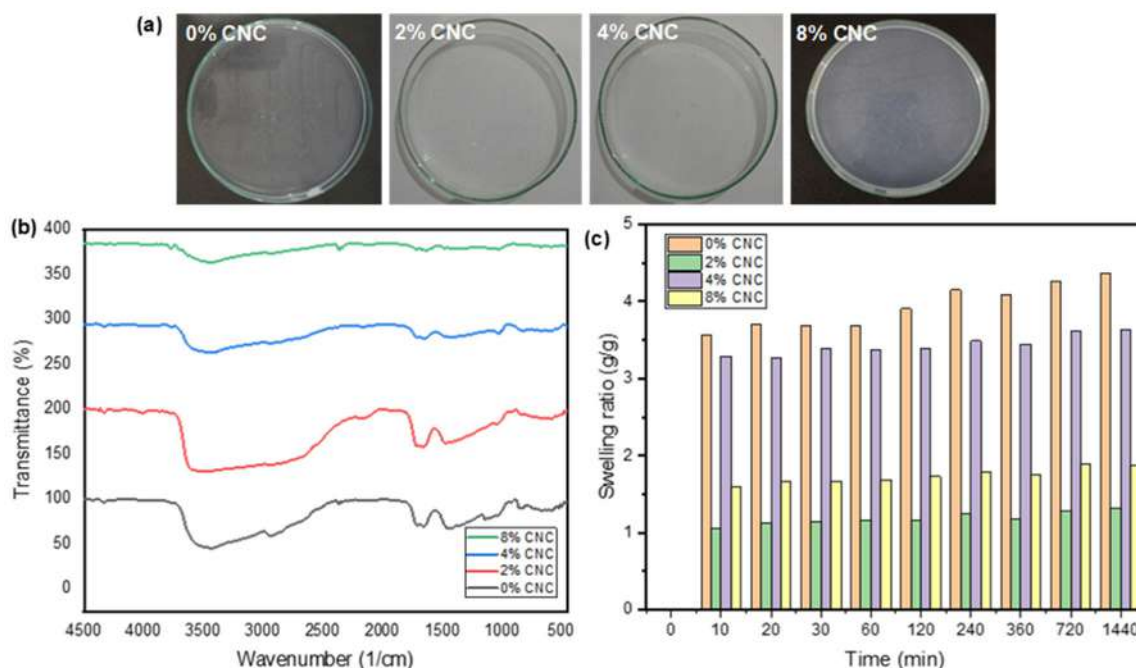 (a)
0% CNC
2% CNC
4% CNC
8% CNC
(b)
400
350
300
250
200
150
100
50
0
Transmittance (%)
8% CNC
4% CNC
2% CNC
0% CNC
4500 3500 3000 2000 1500 1000 500
Wavenumber (1/cm)
(c)
5
4
3
2
1
0
Swelling ratio (g/g)
0% CNC
2% CNC
4% CNC
8% CNC
0 10 20 30 60 120 240 360 720 1440
Time (min)